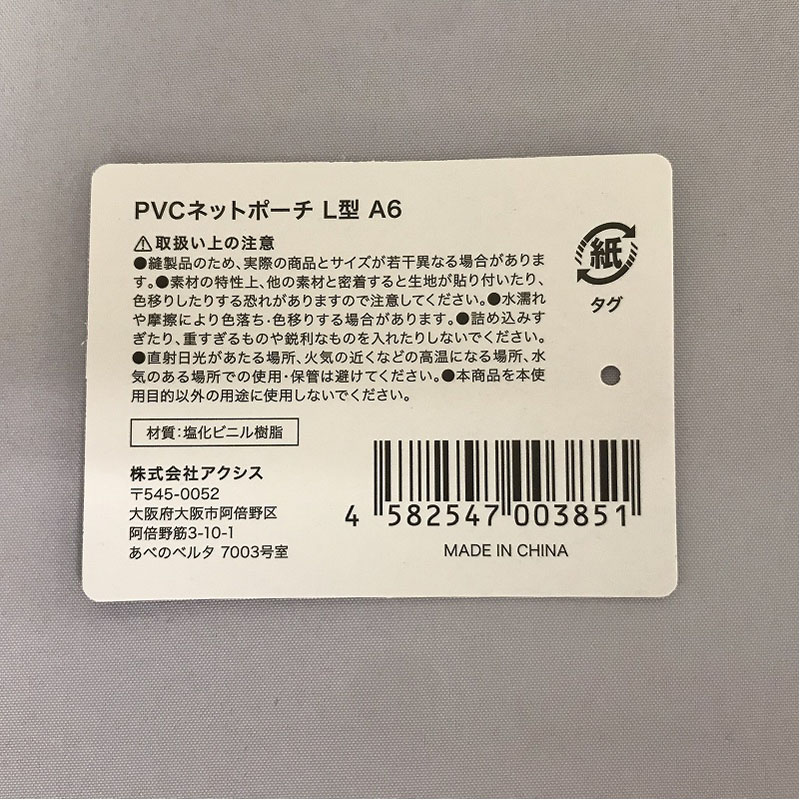 PVCネットポーチ L型 A6
⚠取扱い上の注意
●縫製品のため、実際の商品とサイズが若干異なる場合がありま
す。●素材の特性上、他の素材と密着すると生地が貼り付いたり、
色移りしたりする恐れがありますので注意してください。●水濡れ
や摩擦により色落ち・色移りする場合があります。●詰め込みす
ぎたり、重すぎるものや鋭利なものを入れたりしないでください。
●直射日光があたる場所、火気の近くなどの高温になる場所、水
気のある場所での使用・保管は避けてください。●本商品を本使
用目的以外の用途に使用しないでください。
紙
タグ
材質：塩化ビニル樹脂
株式会社アクシス
〒545-0052
大阪府大阪市阿倍野区
阿倍野筋3-10-1
あべのベルタ 7003号室
4 582547 003851
MADE IN CHINA